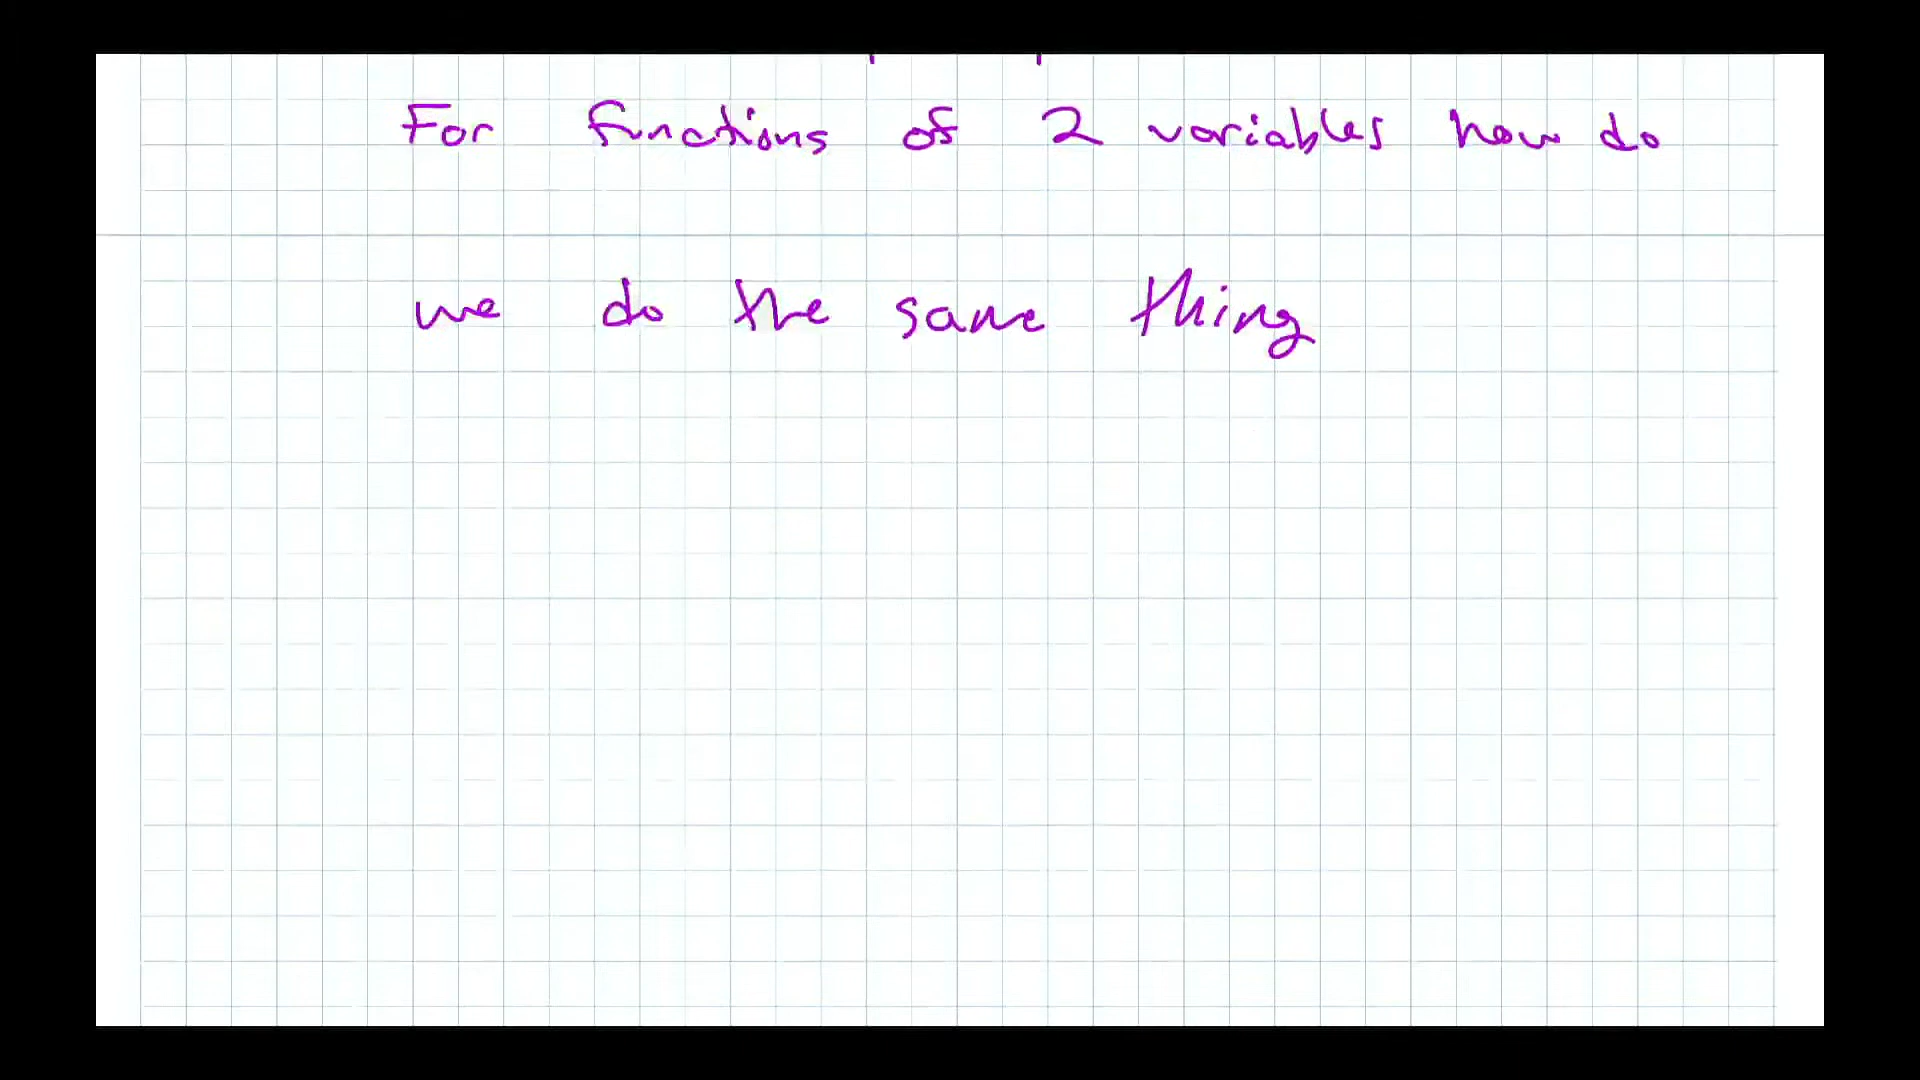 For functions of 2 variables how do
we do the same thing